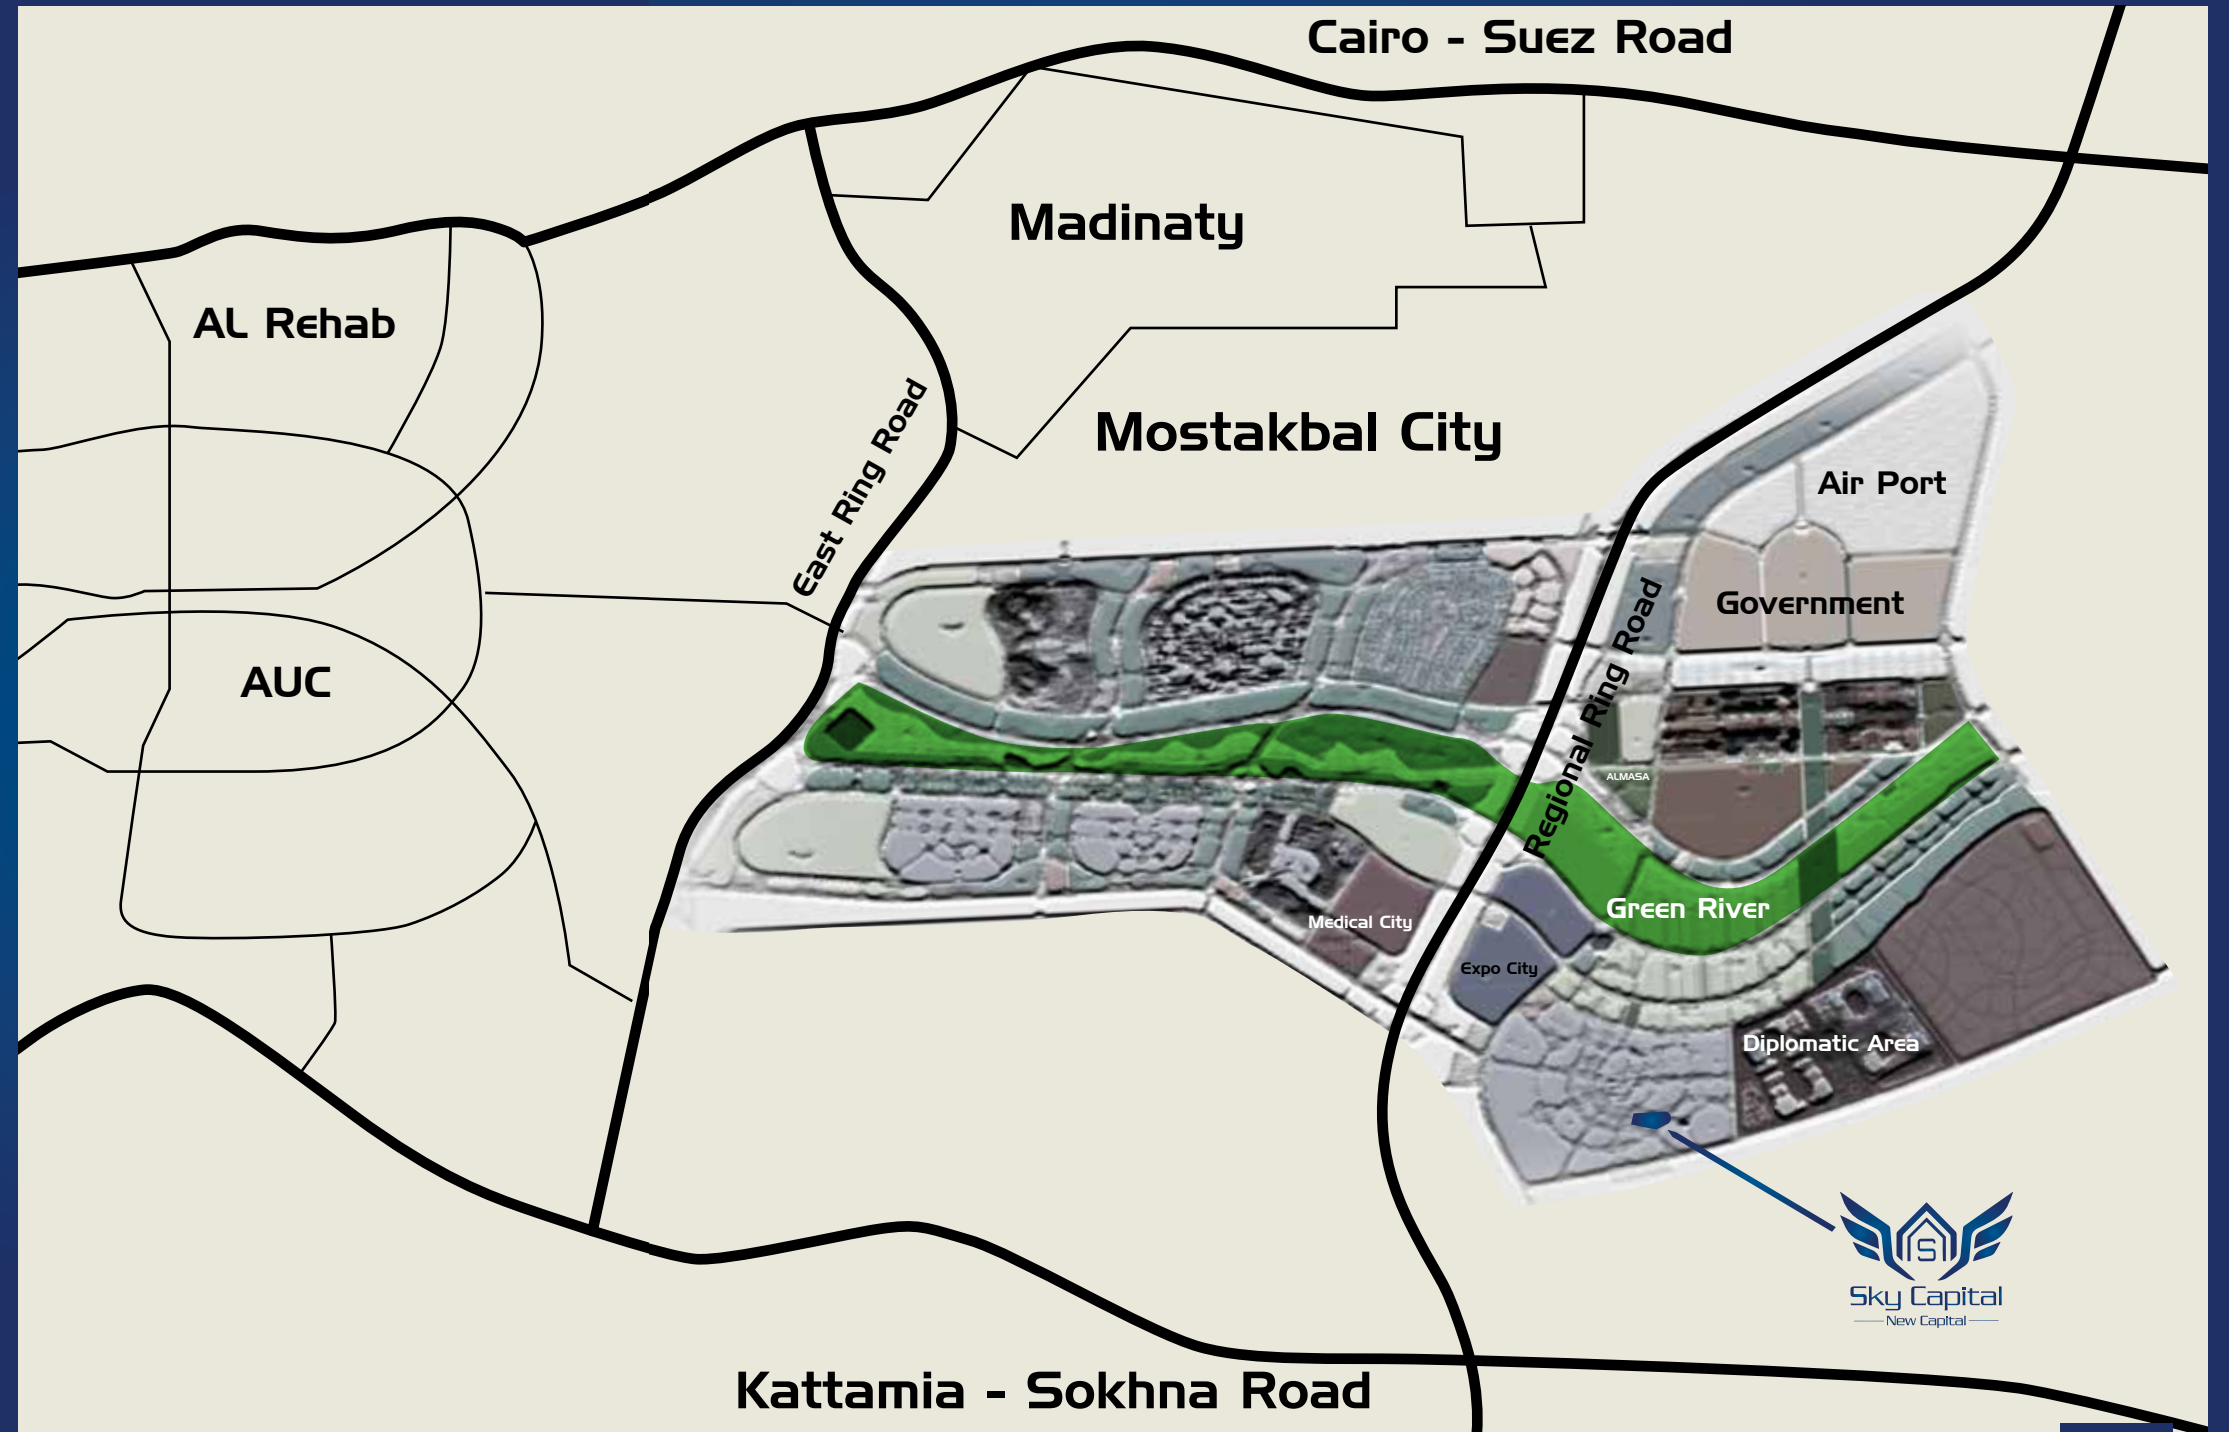 Cairo - Suez Road
Madinaty
AL Rehab
East Ring Road
Mostakbal City
Air Port
Government
AUC
Regional Ring Road
ALMASA
Green River
Medical City
Expo City
Diplomatic Area
S
Sky Capital
New Capital
Kattamia - Sokhna Road